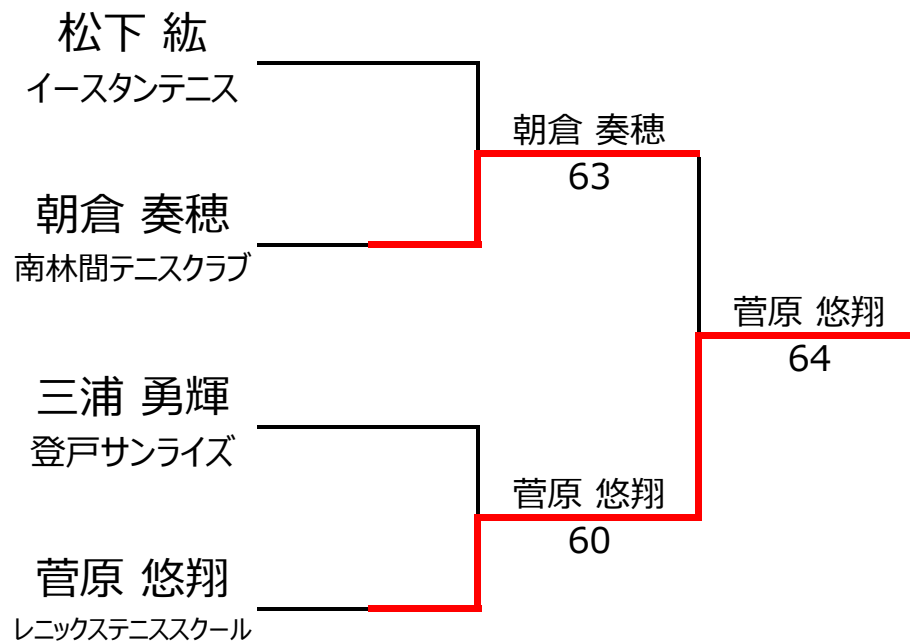 松下 紘
イースタンテニス
朝倉 奏穂
63
朝倉 奏穂
南林間テニスクラブ
菅原 悠翔
64
三浦 勇輝
登戸サンライズ
菅原 悠翔
60
菅原 悠翔
レニックステニススクール